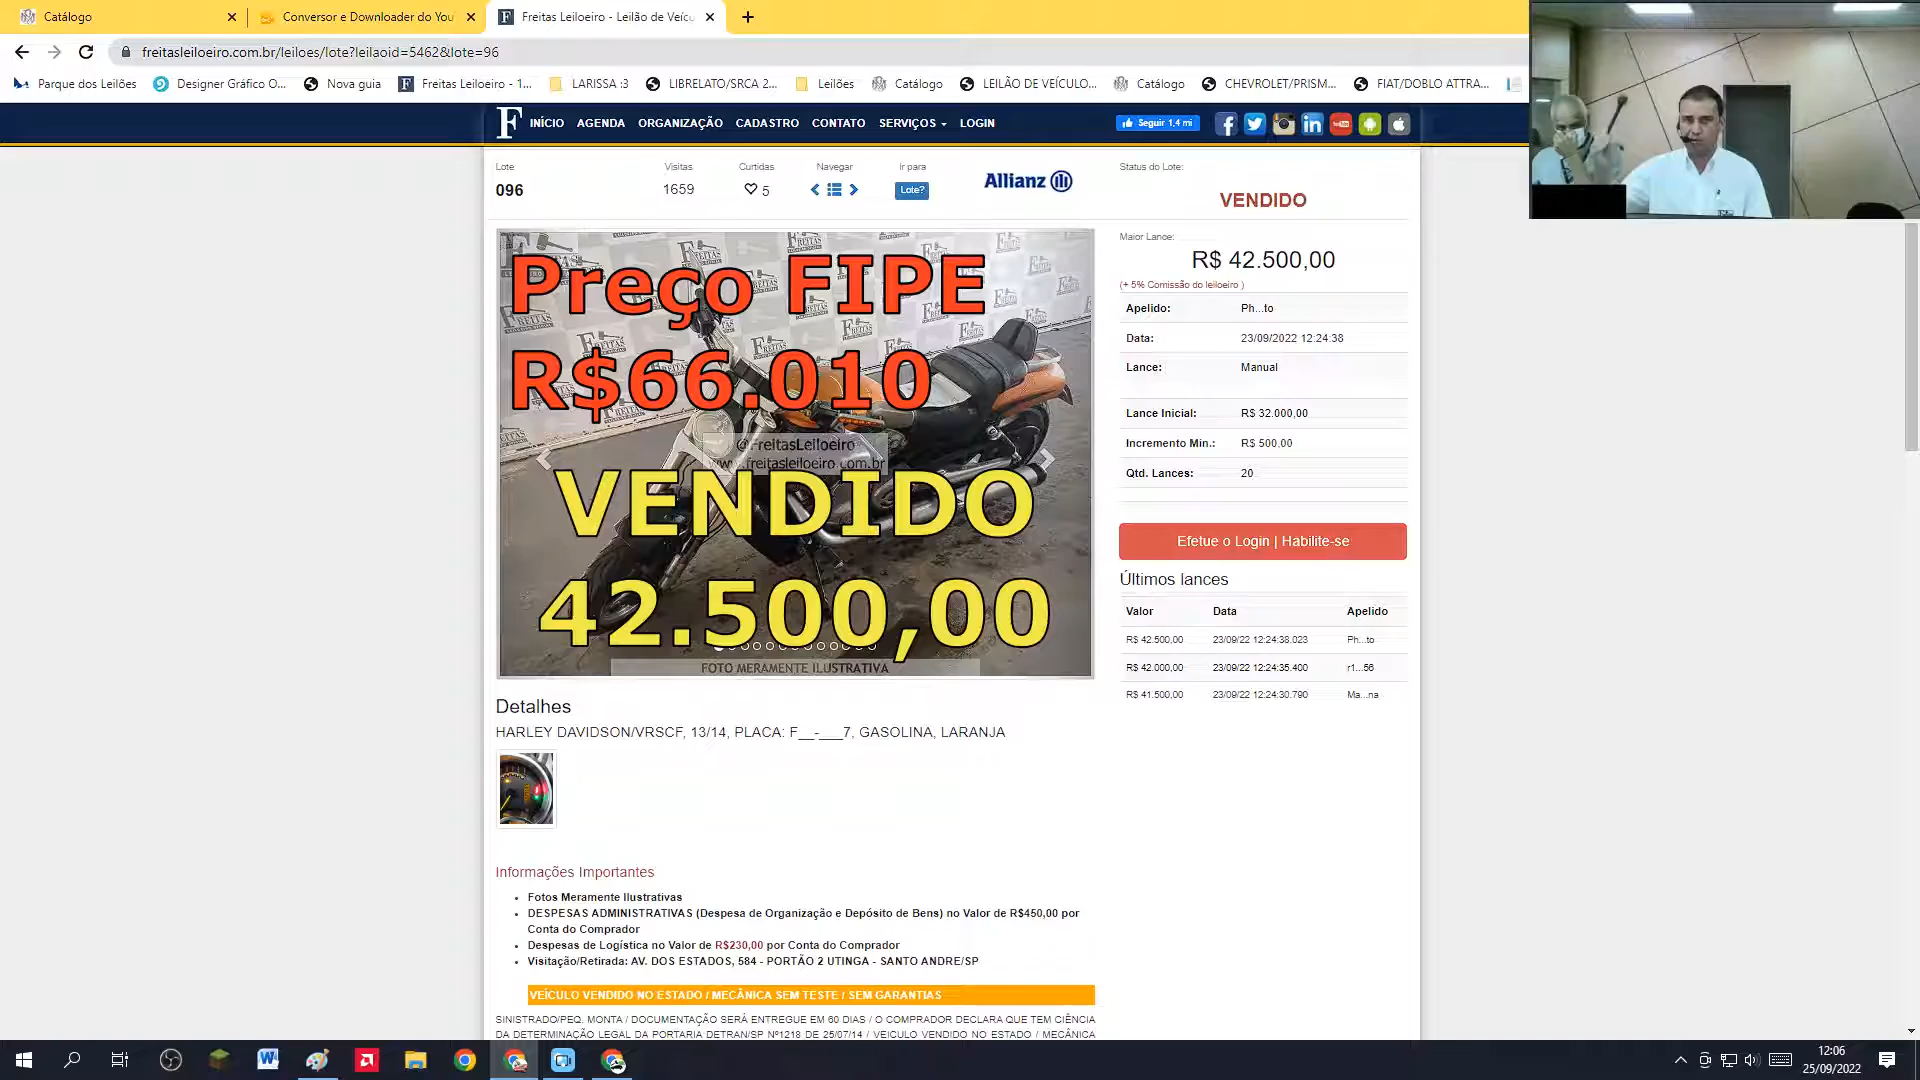 Catálogo
Conversor e Downloader do You
Freitas Leiloeiro - Leilão de Veícu
freitasleiloeiro.com.br/leiloes/lote?leilaoid=5462&lote=96
Parque dos Leilões
Designer Gráfico O...
Nova guia
Freitas Leiloeiro - 1...
LARISSA :3
LIBRELATO/SRCA 2...
Leilões
Catálogo
LEILÃO DE VEÍCULO...
Catálogo
CHEVROLET/PRISM...
FIAT/DOBLO ATTRA...
F INÍCIO AGENDA ORGANIZAÇÃO CADASTRO CONTATO SERVIÇOS LOGIN
Seguir 1,4 mi
Lote
096
Visitas
1659
Curtidas
5
Navegar
Ir para
Lote?
Allianz
Status do Lote:
VENDIDO
Preço FIPE
R$66.010
@FreitasLeiloeiro
www.freitasleiloeiro.com.br
VENDIDO
42.500,00
FOTO MERAMENTE ILUSTRATIVA
Maior Lance:
R$ 42.500,00
(+ 5% Comissão do leiloeiro )
Apelido: Ph...to
Data: 23/09/2022 12:24:38
Lance: Manual
Lance Inicial: R$ 32.000,00
Incremento Min.: R$ 500,00
Qtd. Lances: 20
Efetue o Login | Habilite-se
Últimos lances
Valor Data Apelido
R$ 42.500,00 23/09/22 12:24:38.023 Ph...to
R$ 42.000,00 23/09/22 12:24:35.400 r1...56
R$ 41.500,00 23/09/22 12:24:30.790 Ma...na
Detalhes
HARLEY DAVIDSON/VRSCF, 13/14, PLACA: F__-___7, GASOLINA, LARANJA
Informações Importantes
Fotos Meramente Ilustrativas
DESPESAS ADMINISTRATIVAS (Despesa de Organização e Depósito de Bens) no Valor de R$450,00 por
Conta do Comprador
Despesas de Logística no Valor de R$230,00 por Conta do Comprador
Visitação/Retirada: AV. DOS ESTADOS, 584 - PORTÃO 2 UTINGA - SANTO ANDRE/SP
VEÍCULO VENDIDO NO ESTADO / MECÂNICA SEM TESTE / SEM GARANTIAS
SINISTRADO/PEQ. MONTA / DOCUMENTAÇÃO SERÁ ENTREGUE EM 60 DIAS / O COMPRADOR DECLARA QUE TEM CIÊNCIA
DA DETERMINAÇÃO LEGAL DA PORTARIA DETRAN/SP Nº1218 DE 25/07/14 / VEICULO VENDIDO NO ESTADO / MECÂNICA
12:06
25/09/2022